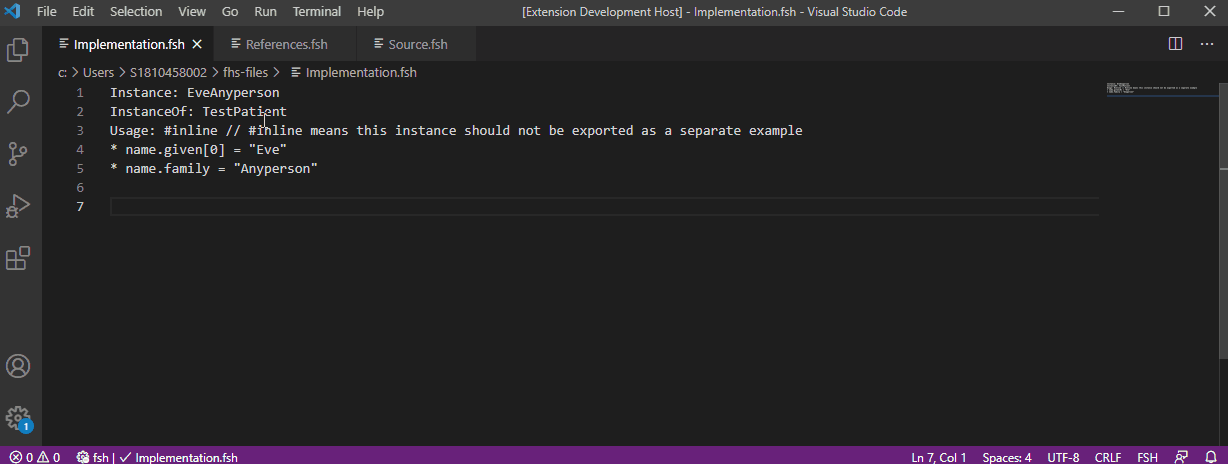 File Edit Selection View Go Run Terminal Help [Extension Development Host] - Implementation.fsh - Visual Studio Code
Implementation.fsh References.fsh Source.fsh
c: > Users > S1810458002 > fhs-files > Implementation.fsh
1 Instance: EveAnyperson
2 InstanceOf: TestPatient
3 Usage: #inline // #inline means this instance should not be exported as a separate example
4 * name.given[0] = "Eve"
5 * name.family = "Anyperson"
6
7
1
0 0 fsh | ✓ Implementation.fsh Ln 7, Col 1 Spaces: 4 UTF-8 CRLF FSH